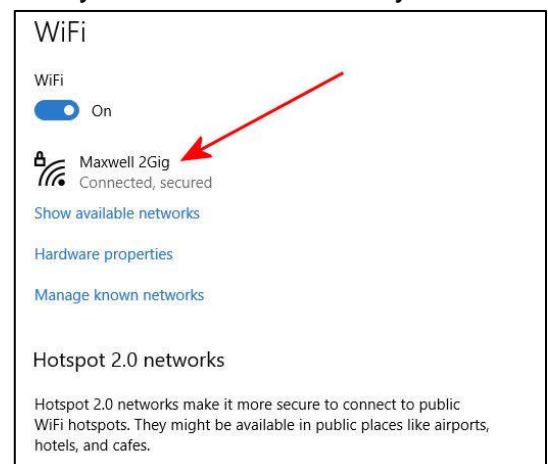 WiFi
WiFi
On
Maxwell 2Gig
Connected, secured
Show available networks
Hardware properties
Manage known networks
Hotspot 2.0 networks
Hotspot 2.0 networks make it more secure to connect to public
WiFi hotspots. They might be available in public places like airports,
hotels, and cafes.